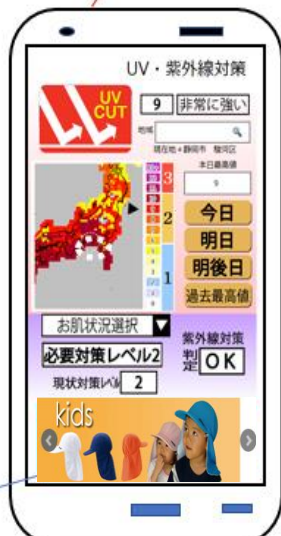 UV・紫外線対策
UV
CUT
9 非常に強い
地域
現在地＊静岡市 駿河区
本日最高値
9
3
2
1
今日
明日
明後日
過去最高値
お肌状況選択
必要対策レベル2
現状対策レベル 2
紫外線対策
判定 OK
kids